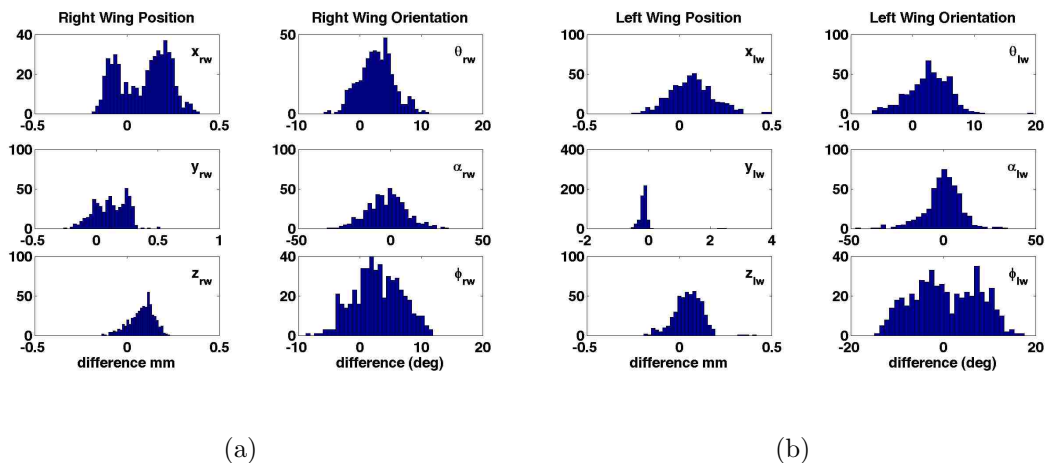 Right Wing Position
Right Wing Orientation
Left Wing Position
Left Wing Orientation
40
20
0
x_rw
-0.5 0 0.5
50
0
θ_rw
-10 0 10 20
100
50
0
x_lw
-0.5 0 0.5
100
50
0
θ_lw
-10 0 10 20
100
50
0
y_rw
-0.5 0 0.5 1
100
50
0
α_rw
-50 0 50
400
200
0
y_lw
-2 0 2 4
100
50
0
α_lw
-50 0 50
100
50
0
z_rw
-0.5 0 0.5
difference mm
40
20
0
ϕ_rw
-10 0 10 20
difference (deg)
100
50
0
z_lw
-0.5 0 0.5
difference mm
40
20
0
ϕ_lw
-20 0 20
difference (deg)
(a)
(b)